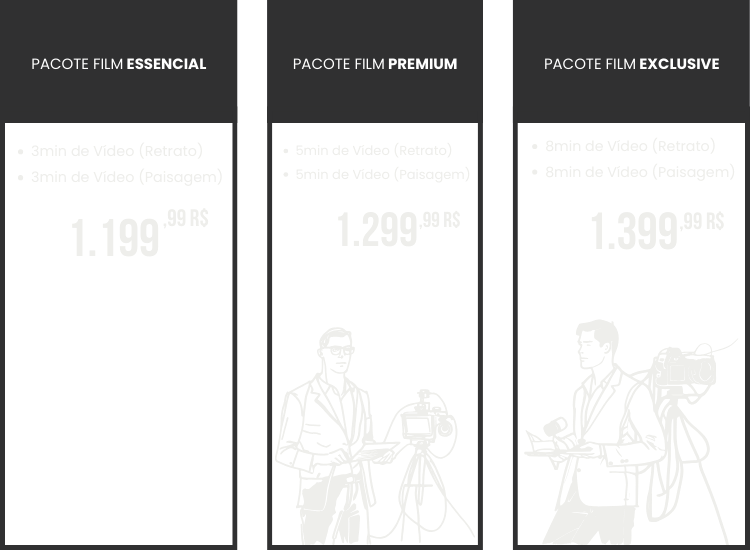 PACOTE FILM ESSENCIAL
• 3min de Vídeo (Retrato)
• 3min de Vídeo (Paisagem)
1.199,99 R$
PACOTE FILM PREMIUM
• 5min de Vídeo (Retrato)
• 5min de Vídeo (Paisagem)
1.299,99 R$
PACOTE FILM EXCLUSIVE
• 8min de Vídeo (Retrato)
• 8min de Vídeo (Paisagem)
1.399,99 R$